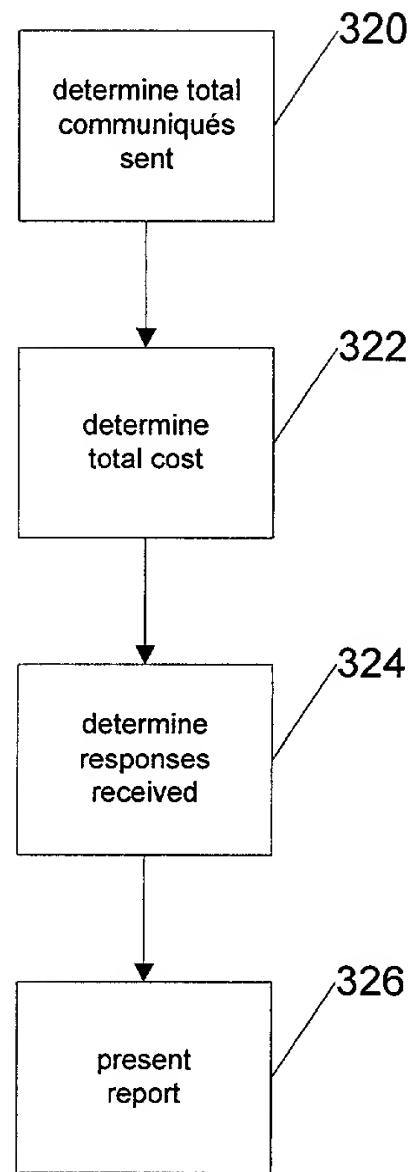 320
determine total
communiqués
sent
322
determine
total cost
324
determine
responses
received
326
present
report